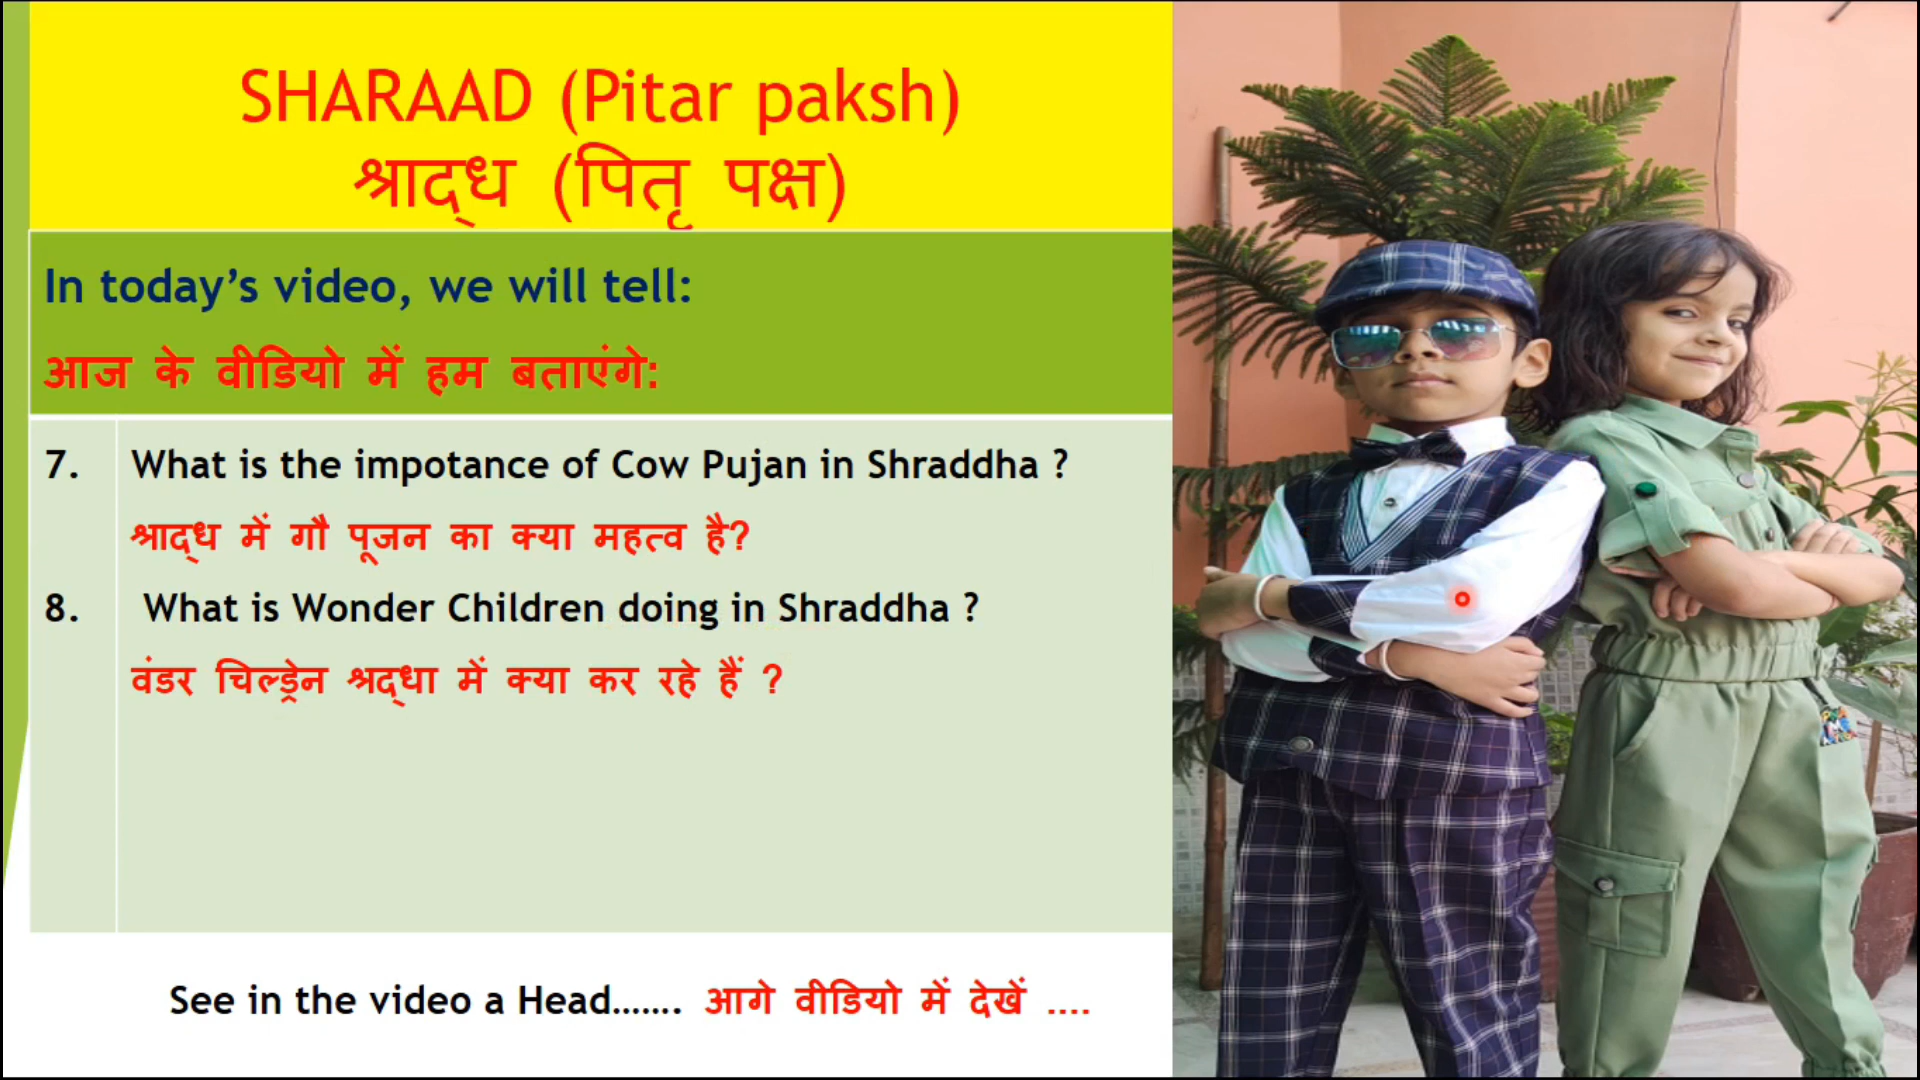 SHARAAD (Pitar paksh)
श्राद्ध (पितृ पक्ष)
In today’s video, we will tell:
आज के वीडियो में हम बताएंगे:
7. What is the impotance of Cow Pujan in Shraddha ?
श्राद्ध में गौ पूजन का क्या महत्व है?
8. What is Wonder Children doing in Shraddha ?
वंडर चिल्ड्रेन श्रद्धा में क्या कर रहे हैं ?
See in the video a Head....... आगे वीडियो में देखें ....